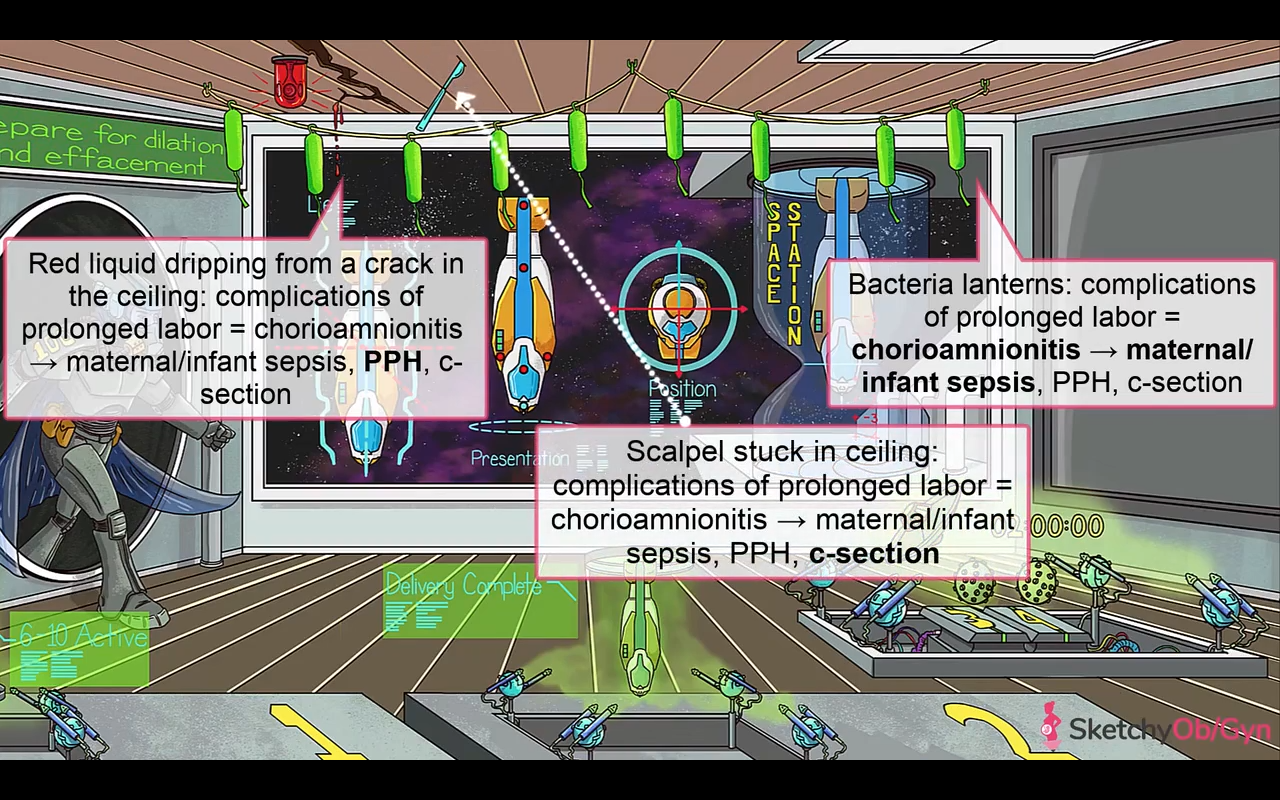 epare for dilation
nd effacement
Red liquid dripping from a crack in
the ceiling: complications of
prolonged labor = chorioamnionitis
→ maternal/infant sepsis, PPH, c-
section
SPACE
STATION
Bacteria lanterns: complications
of prolonged labor =
chorioamnionitis → maternal/
infant sepsis, PPH, c-section
Position
Presentation
-3
Scalpel stuck in ceiling:
complications of prolonged labor =
chorioamnionitis → maternal/infant
sepsis, PPH, c-section
:00:00
Delivery Complete
6-10 Active
SketchyOb/Gyn